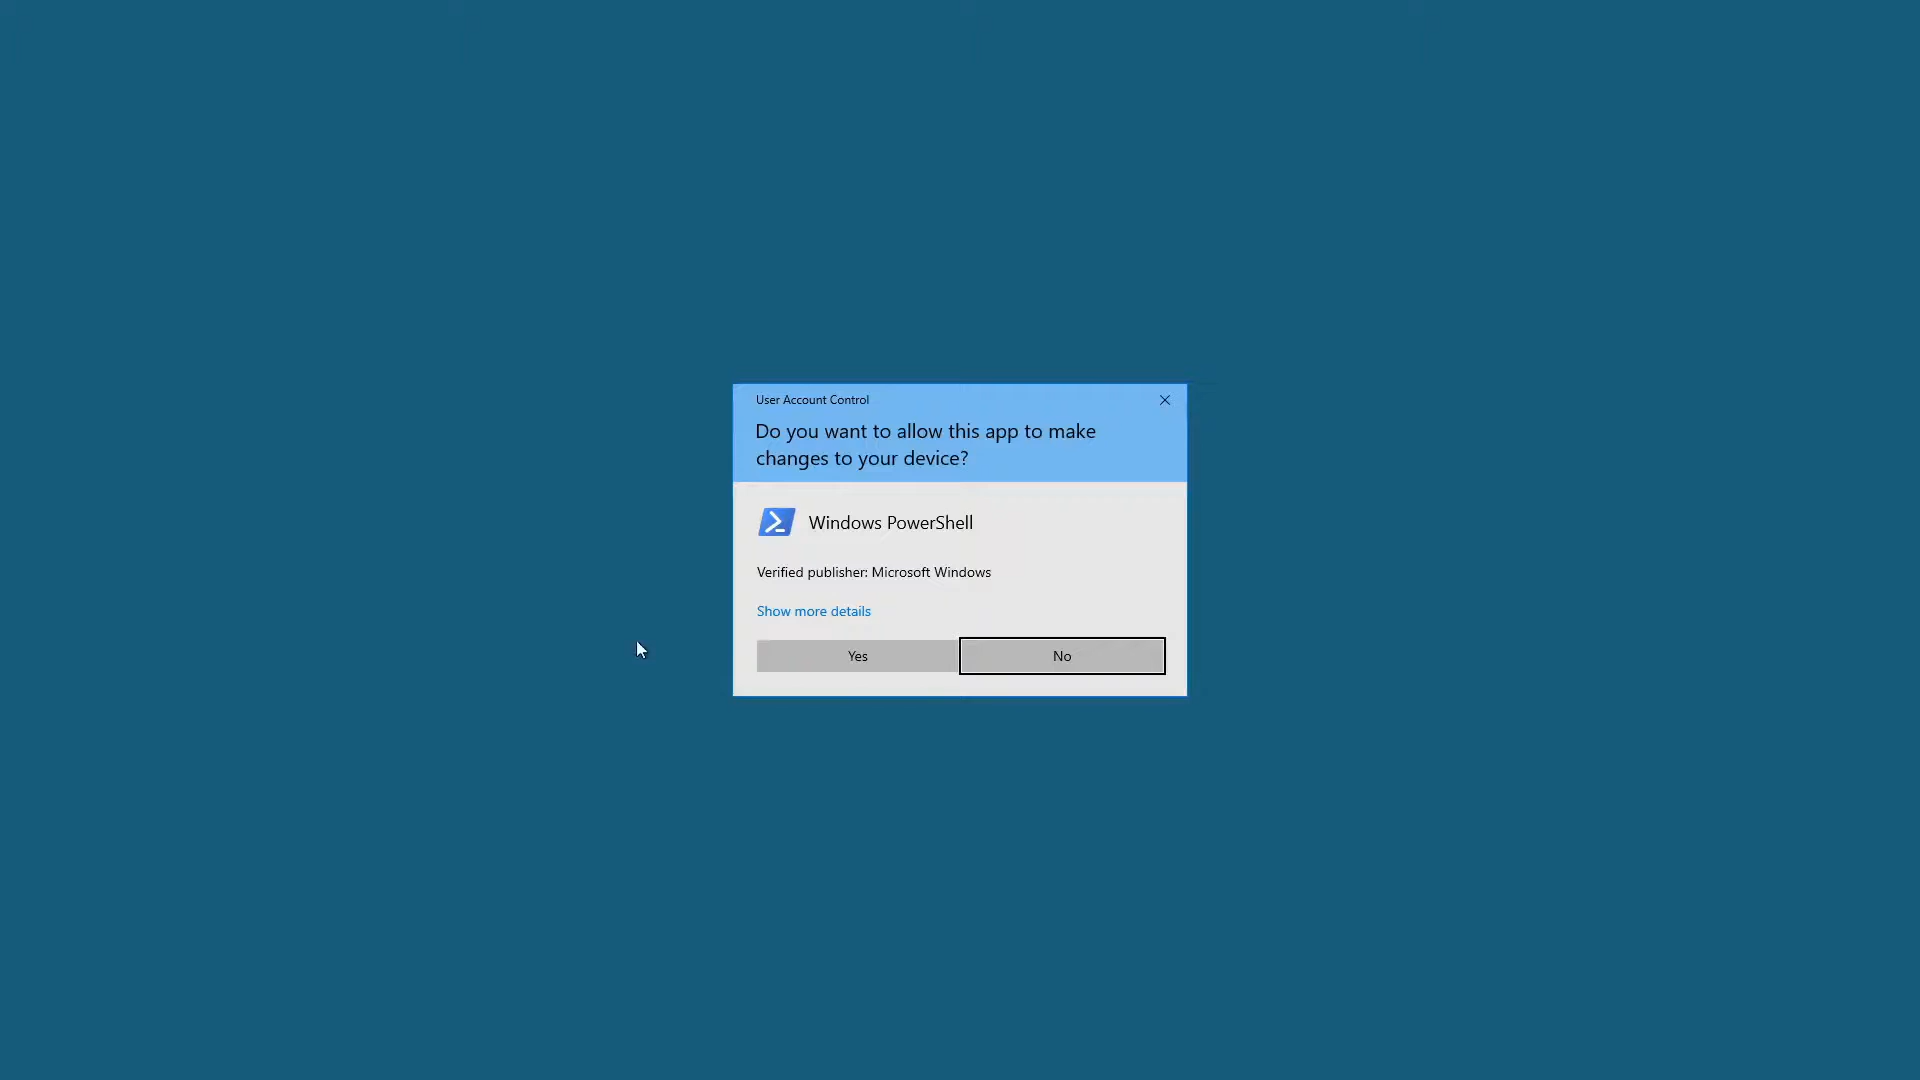 User Account Control
Do you want to allow this app to make
changes to your device?
Windows PowerShell
Verified publisher: Microsoft Windows
Show more details
Yes
No